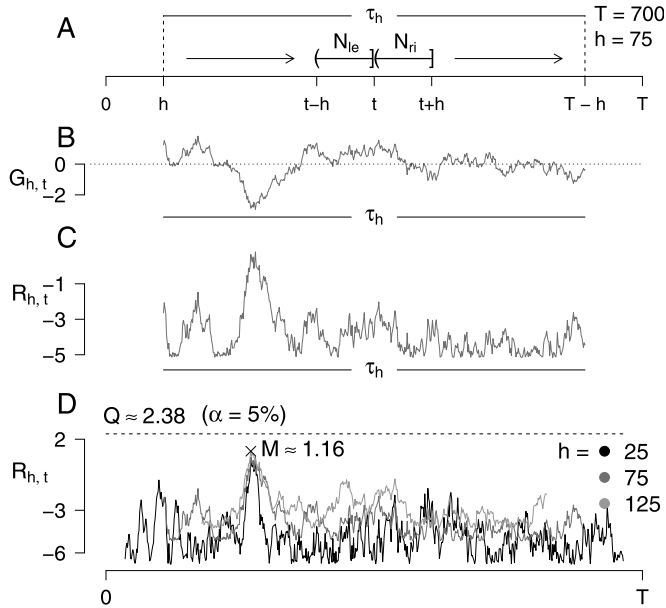 A
τh
T = 700
h = 75
Nle
Nri
0
h
t−h
t
t+h
T − h
T
B
Gh, t
0
−2
τh
C
Rh, t
−1
−3
−5
τh
D
Q ≈ 2.38 (α = 5%)
M ≈ 1.16
h = 25
75
125
Rh, t
2
−3
−6
0
T